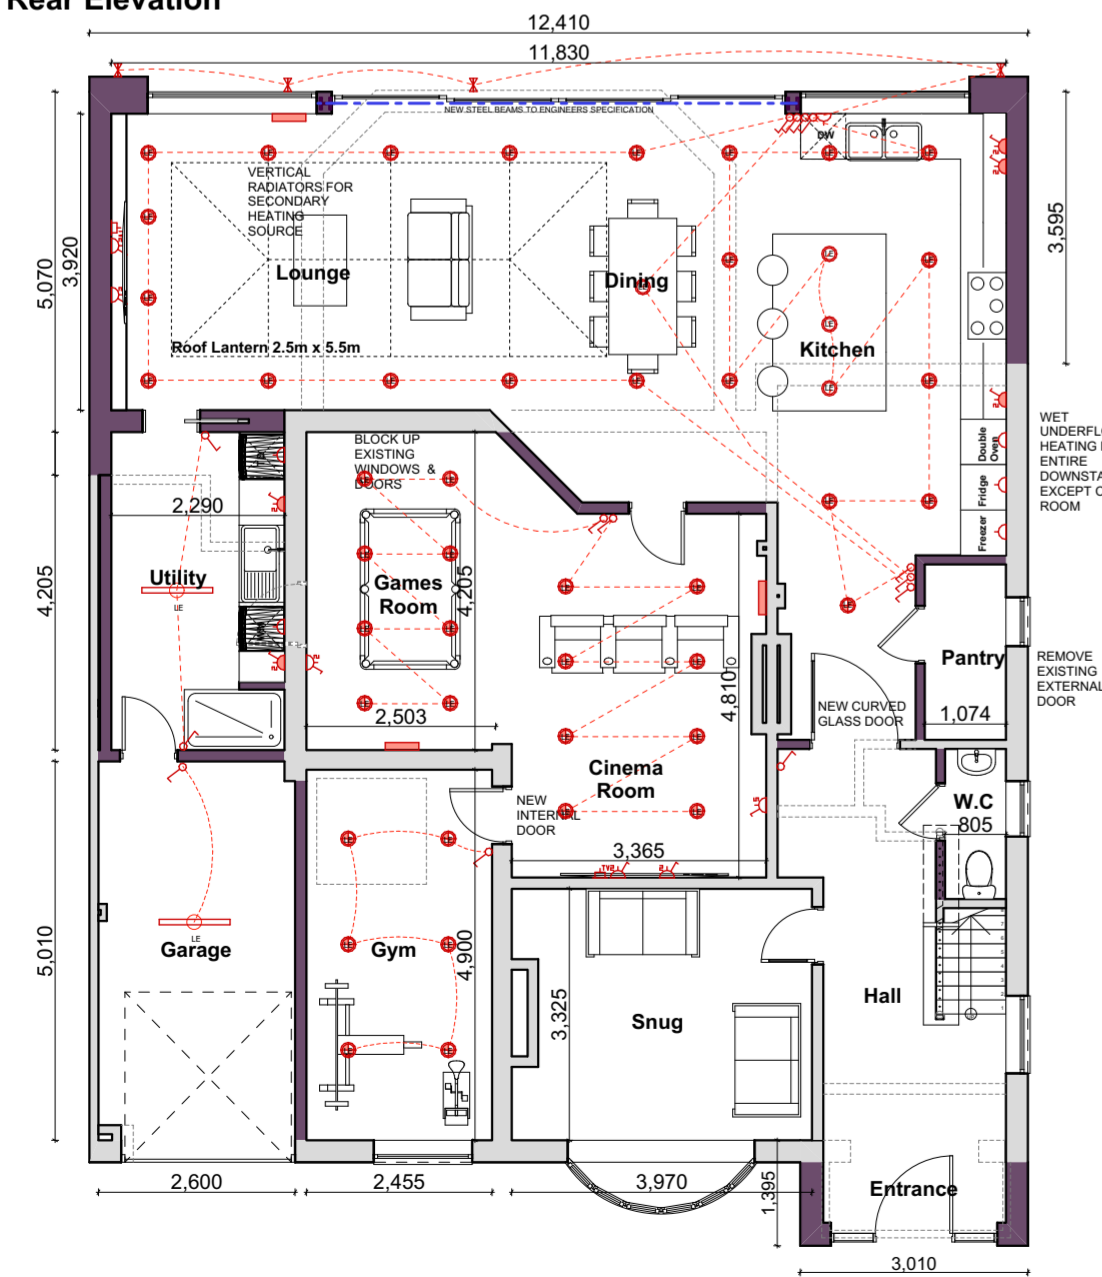 Rear Elevation
12,410
11,830
NEW STEEL BEAMS TO ENGINEERS SPECIFICATION
DW
VERTICAL
RADIATORS FOR
SECONDARY
HEATING
SOURCE
Lounge
Dining
Kitchen
Roof Lantern 2.5m x 5.5m
5,070
3,920
3,595
BLOCK UP
EXISTING
WINDOWS &
DOORS
WET
UNDERFL
HEATING
ENTIRE
DOWNSTA
EXCEPT
ROOM
Double
Oven
Fridge
Freezer
2,290
Utility
LE
4,205
Games
Room
4,205
2,503
4,810
Pantry
1,074
REMOVE
EXISTING
EXTERNAL
DOOR
NEW CURVED
GLASS DOOR
Cinema
Room
NEW
INTERNAL
DOOR
3,365
W.C
805
5,010
LE
Garage
Gym
4,900
3,325
Snug
Hall
2,600
2,455
3,970
1,395
Entrance
3,010